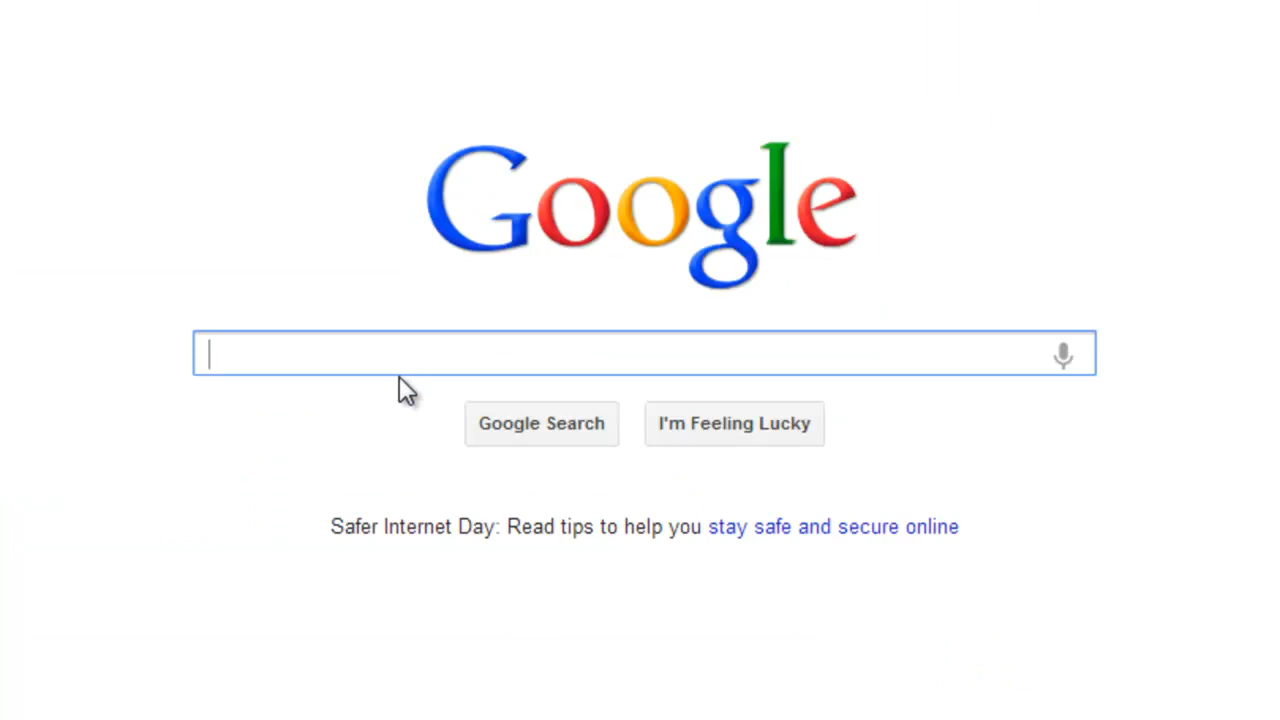 Google
Google Search
I'm Feeling Lucky
Safer Internet Day: Read tips to help you stay safe and secure online